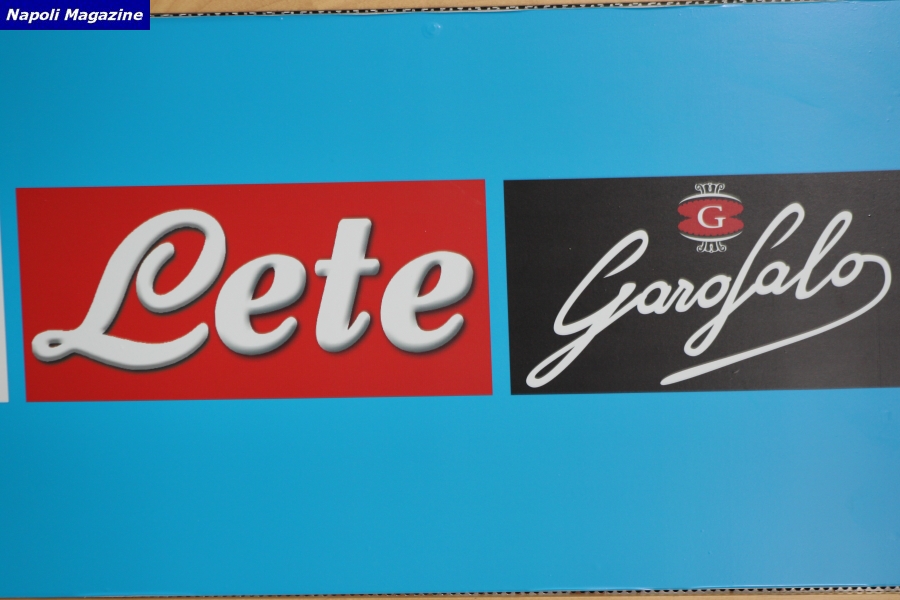 Napoli Magazine
Lete
G
Garofalo